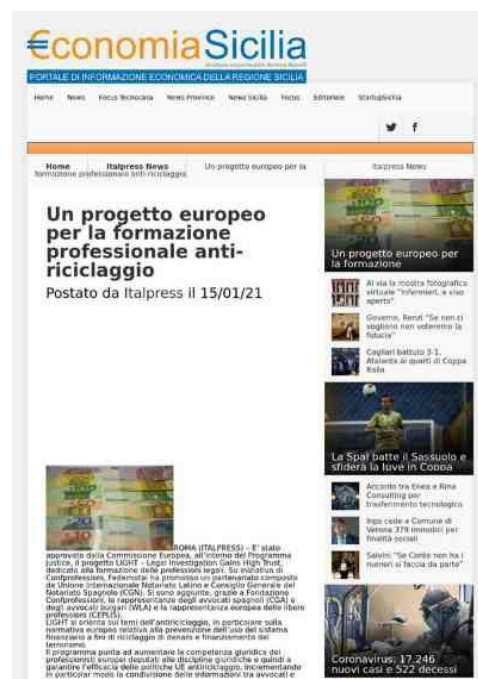 €conomiaSicilia
PORTALE DI INFORMAZIONE ECONOMICA DELLA REGIONE SICILIA
Home News Focus Tecnocasa News Province News Sicilia Focus Editoriale StartupSicilia
Home Italpress News Un progetto europeo per la
formazione professionale anti-riciclaggio
Un progetto europeo
per la formazione
professionale anti-
riciclaggio
Postato da Italpress il 15/01/21
ROMA (ITALPRESS) – E' stato
approvato dalla Commissione Europea, all'interno del Programma
Justice, il progetto LIGHT – Legal Investigation Gains High Trust,
dedicato alla formazione delle professioni legali. Su iniziativa di
Confprofessioni, Federnotai ha promosso un partenariato composto
da Unione Internazionale Notariato Latino e Consiglio Generale del
Notariato Spagnolo (CGN). Si sono aggiunte, grazie a Fondazione
Confprofessioni, le rappresentanze degli avvocati spagnoli (CGA) e
degli avvocati bulgari (WLA) e la rappresentanza europea delle libere
professioni (CEPLIS).
LIGHT si orienta sui temi dell'antiriciclaggio, in particolare sulla
normativa europea relativa alla prevenzione dell'uso del sistema
finanziario a fini di riciclaggio di denaro e finanziamento del
terrorismo.
Il programma punta ad aumentare la competenza giuridica dei
professionisti europei deputati alle discipline giuridiche e quindi a
garantire l'efficacia delle politiche UE antiriciclaggio, incrementando
in particolar modo la condivisione delle informazioni tra avvocati e
Italpress News
Un progetto europeo per
la formazione
Al via la mostra fotografica
virtuale "Infermieri, a viso
aperto"
Governo, Renzi "Se non ci
vogliono non voteremo la
fiducia"
Cagliari battuto 3-1,
Atalanta ai quarti di Coppa
Italia
La Spal batte il Sassuolo e
sfiderà la Juve in Coppa
Accordo tra Enea e Rina
Consulting per
trasferimento tecnologico
Inps cede a Comune di
Verona 379 immobili per
finalità sociali
Salvini "Se Conte non ha i
numeri si faccia da parte"
Coronavirus, 17.246
nuovi casi e 522 decessi